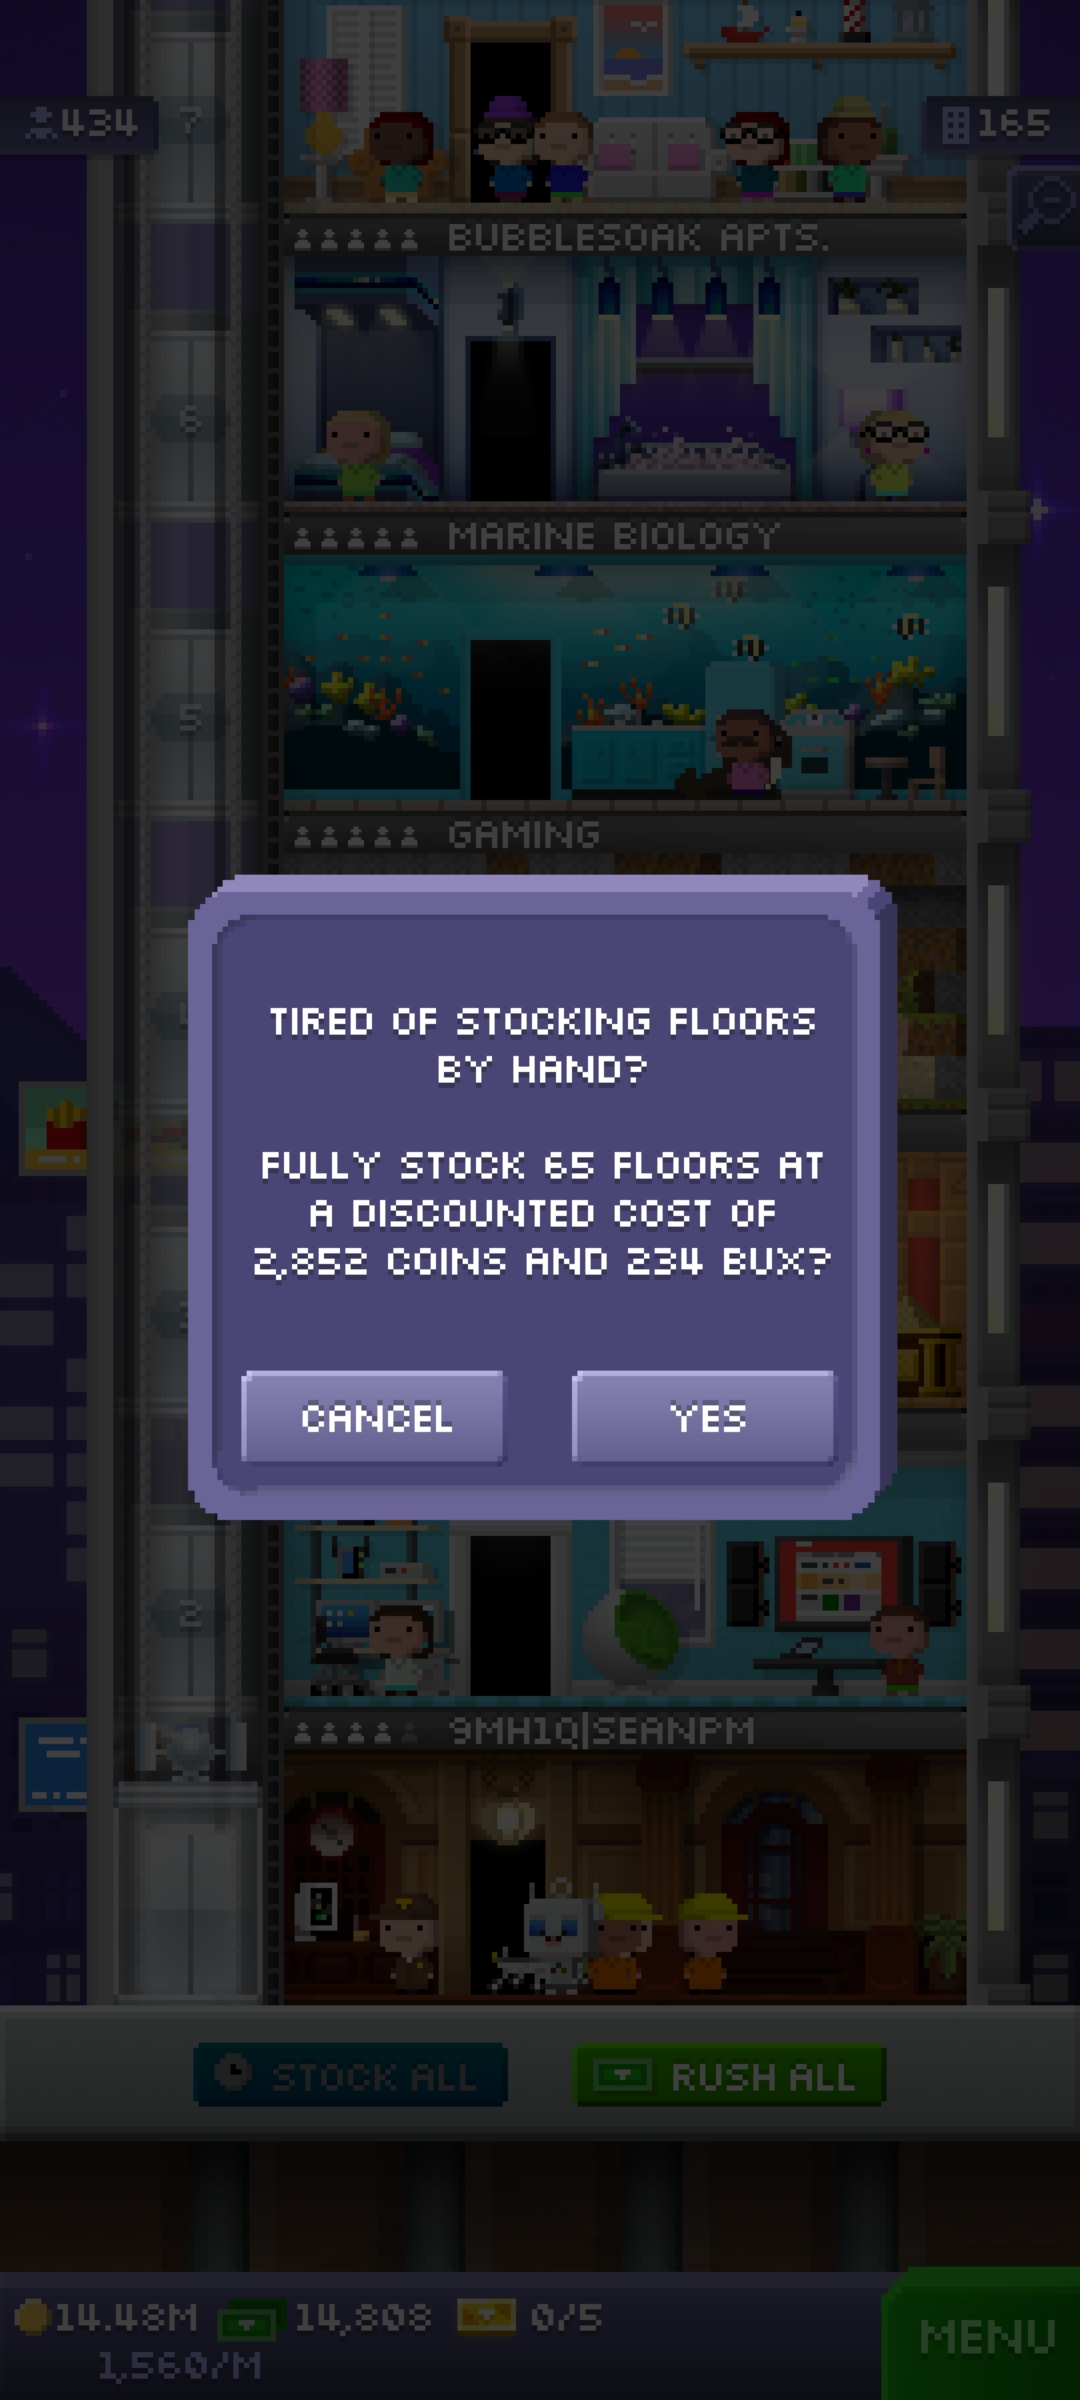 434
7
165
BUBBLESOAK APTS.
6
MARINE BIOLOGY
5
GAMING
TIRED OF STOCKING FLOORS
BY HAND?
FULLY STOCK 65 FLOORS AT
A DISCOUNTED COST OF
2,852 COINS AND 234 BUX?
CANCEL
YES
2
9MH1Q|SEANPM
STOCK ALL
RUSH ALL
14.48M
14,808
0/5
1,560/M
MENU